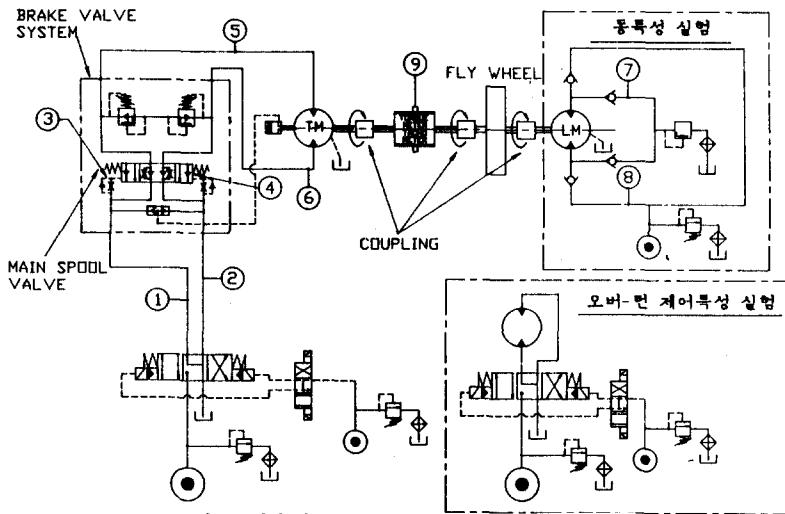 BRAKE VALVE
SYSTEM
5
3
4
6
MAIN SPOOL
VALVE
1
2
TM
9
FLY WHEEL
COUPLING
동특성 실험
7
LM
8
오버-런 제어특성 실험